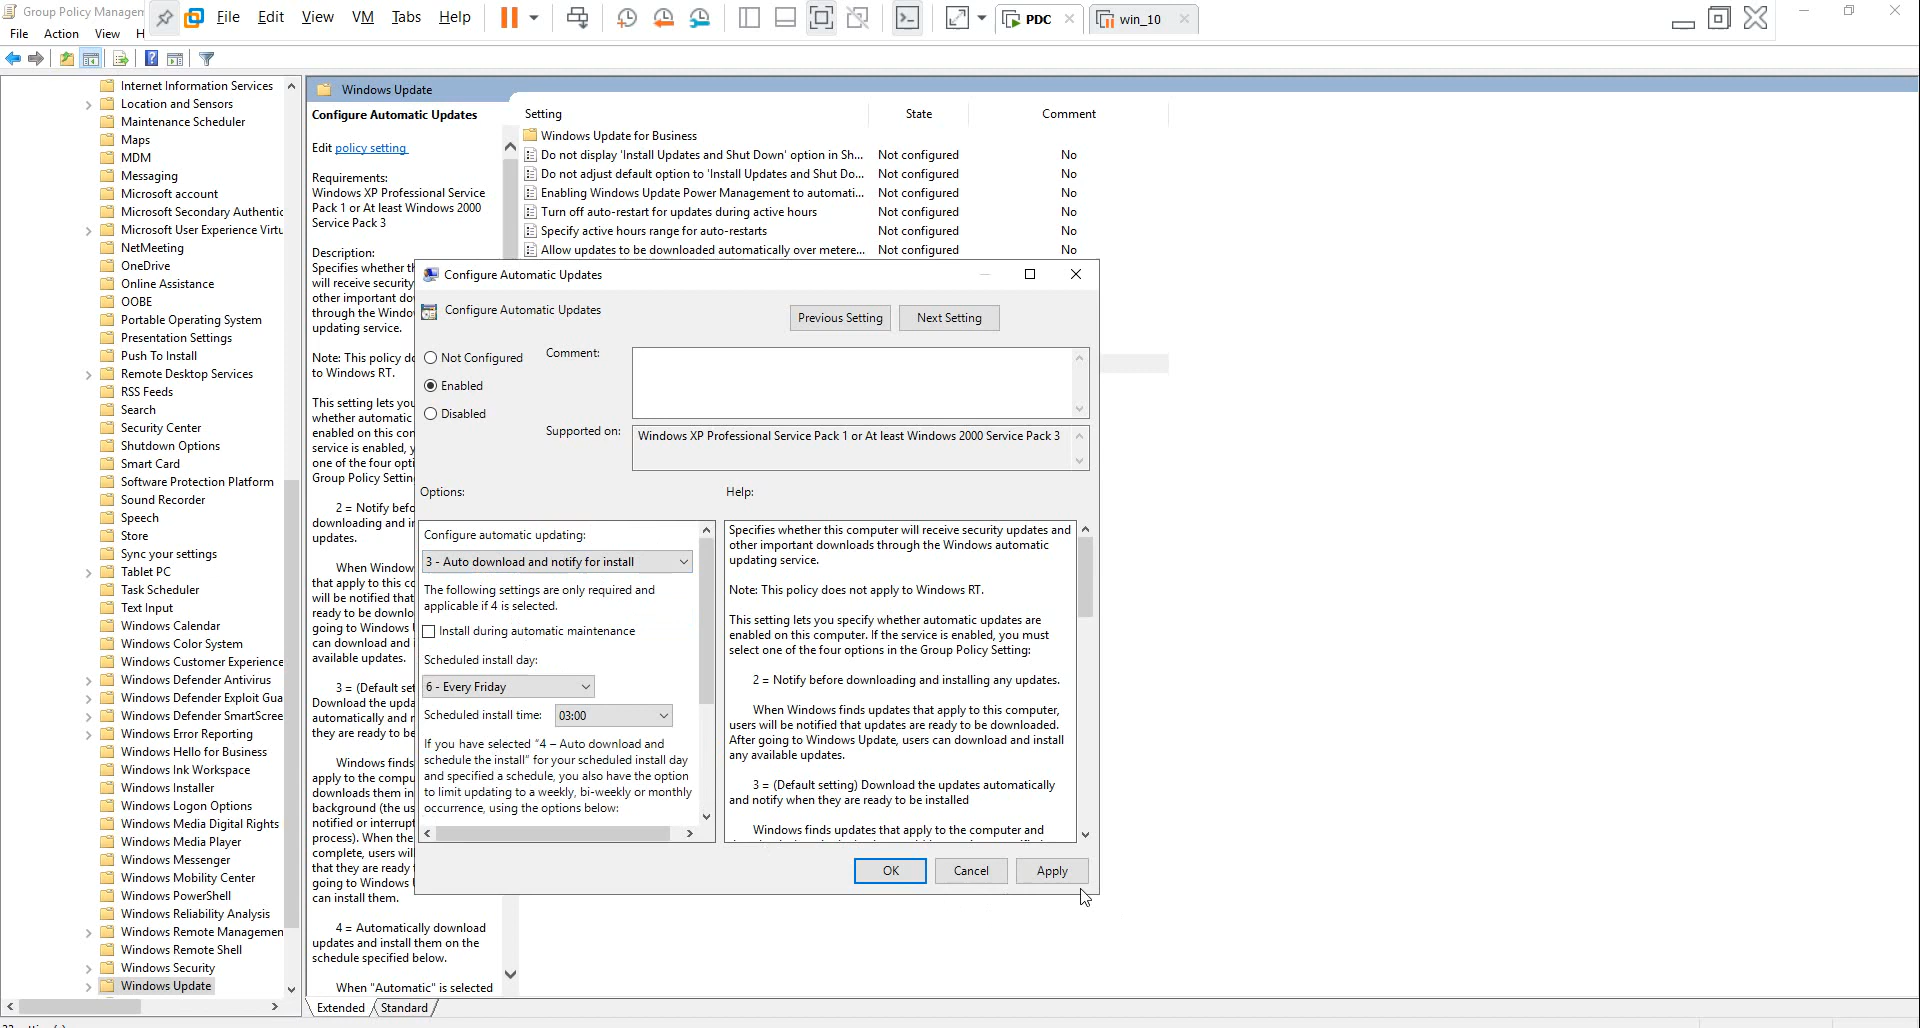 Group Policy Managem
File Edit View VM Tabs Help
PDC
win_10
File Action View H
Internet Information Services
Location and Sensors
Maintenance Scheduler
Maps
MDM
Messaging
Microsoft account
Microsoft Secondary Authentic
Microsoft User Experience Virtu
NetMeeting
OneDrive
Online Assistance
OOBE
Portable Operating System
Presentation Settings
Push To Install
Remote Desktop Services
RSS Feeds
Search
Security Center
Shutdown Options
Smart Card
Software Protection Platform
Sound Recorder
Speech
Store
Sync your settings
Tablet PC
Task Scheduler
Text Input
Windows Calendar
Windows Color System
Windows Customer Experience
Windows Defender Antivirus
Windows Defender Exploit Gua
Windows Defender SmartScree
Windows Error Reporting
Windows Hello for Business
Windows Ink Workspace
Windows Installer
Windows Logon Options
Windows Media Digital Rights
Windows Media Player
Windows Messenger
Windows Mobility Center
Windows PowerShell
Windows Reliability Analysis
Windows Remote Managemen
Windows Remote Shell
Windows Security
Windows Update
Windows Update
Configure Automatic Updates
Edit policy setting
Requirements:
Windows XP Professional Service
Pack 1 or At least Windows 2000
Service Pack 3
Description:
Specifies whether th
will receive security
other important do
through the Windo
updating service.
Note: This policy do
to Windows RT.
This setting lets you
whether automatic
enabled on this con
service is enabled, y
one of the four opti
Group Policy Settin
2 = Notify befo
downloading and in
updates.
When Window
that apply to this co
will be notified that
ready to be downlo
going to Windows
can download and i
available updates.
3 = (Default set
Download the upda
automatically and n
they are ready to be
Windows finds
apply to the compu
downloads them in
background (the us
notified or interrupt
process). When the
complete, users will
that they are ready
going to Windows
can install them.
4 = Automatically download
updates and install them on the
schedule specified below.
When "Automatic" is selected
Setting State Comment
Windows Update for Business
Do not display 'Install Updates and Shut Down' option in Sh... Not configured No
Do not adjust default option to 'Install Updates and Shut Do... Not configured No
Enabling Windows Update Power Management to automati... Not configured No
Turn off auto-restart for updates during active hours Not configured No
Specify active hours range for auto-restarts Not configured No
Allow updates to be downloaded automatically over metere... Not configured No
Configure Automatic Updates
Configure Automatic Updates
Previous Setting Next Setting
Not Configured
Enabled
Disabled
Comment:
Supported on:
Windows XP Professional Service Pack 1 or At least Windows 2000 Service Pack 3
Options:
Help:
Configure automatic updating:
3 - Auto download and notify for install
The following settings are only required and
applicable if 4 is selected.
Install during automatic maintenance
Scheduled install day:
6 - Every Friday
Scheduled install time: 03:00
If you have selected "4 – Auto download and
schedule the install" for your scheduled install day
and specified a schedule, you also have the option
to limit updating to a weekly, bi-weekly or monthly
occurrence, using the options below:
Specifies whether this computer will receive security updates and
other important downloads through the Windows automatic
updating service.
Note: This policy does not apply to Windows RT.
This setting lets you specify whether automatic updates are
enabled on this computer. If the service is enabled, you must
select one of the four options in the Group Policy Setting:
2 = Notify before downloading and installing any updates.
When Windows finds updates that apply to this computer,
users will be notified that updates are ready to be downloaded.
After going to Windows Update, users can download and install
any available updates.
3 = (Default setting) Download the updates automatically
and notify when they are ready to be installed
Windows finds updates that apply to the computer and
OK Cancel Apply
Extended Standard